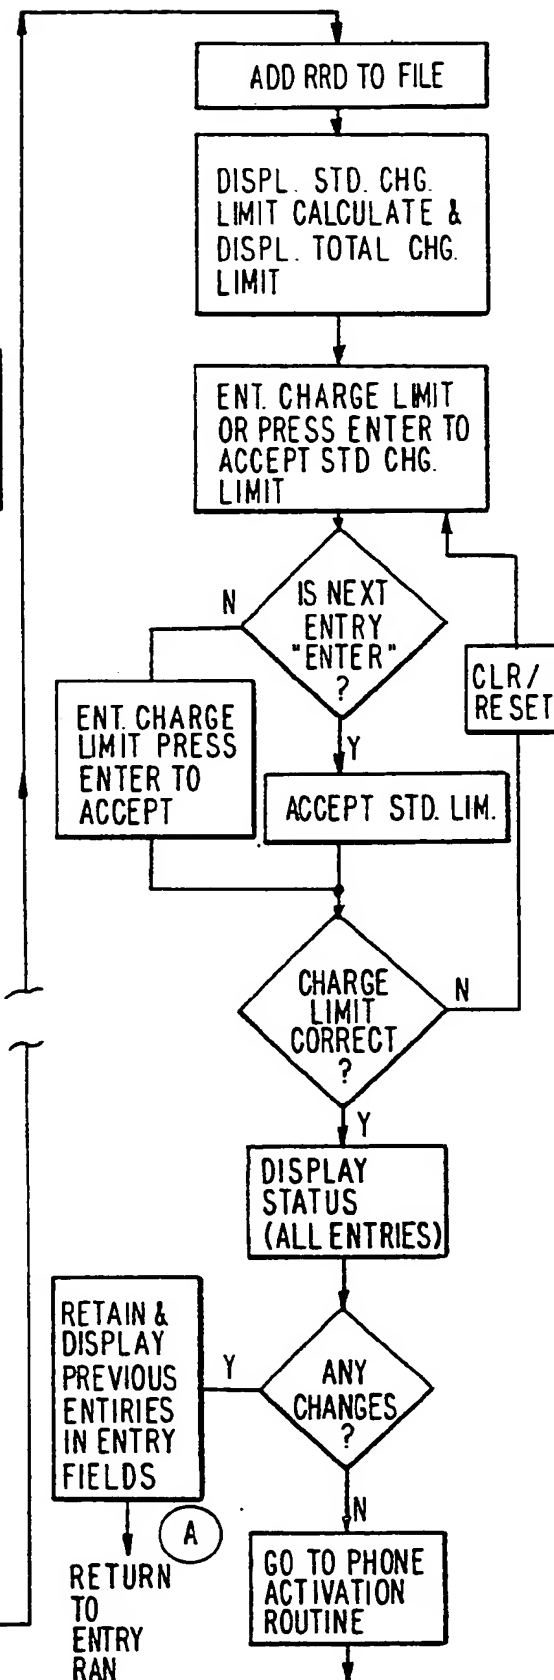 ADD RRD TO FILE
DISPL. STD. CHG.
LIMIT CALCULATE &
DISPL. TOTAL CHG.
LIMIT
ENT. CHARGE LIMIT
OR PRESS ENTER TO
ACCEPT STD CHG.
LIMIT
IS NEXT
ENTRY
"ENTER"
?
N
Y
CLR/
RESET
ENT. CHARGE
LIMIT PRESS
ENTER TO
ACCEPT
ACCEPT STD. LIM.
CHARGE
LIMIT
CORRECT
?
N
Y
DISPLAY
STATUS
(ALL ENTRIES)
ANY
CHANGES
?
Y
N
RETAIN &
DISPLAY
PREVIOUS
ENTIRIES
IN ENTRY
FIELDS
A
RETURN
TO
ENTRY
RAN
GO TO PHONE
ACTIVATION
ROUTINE